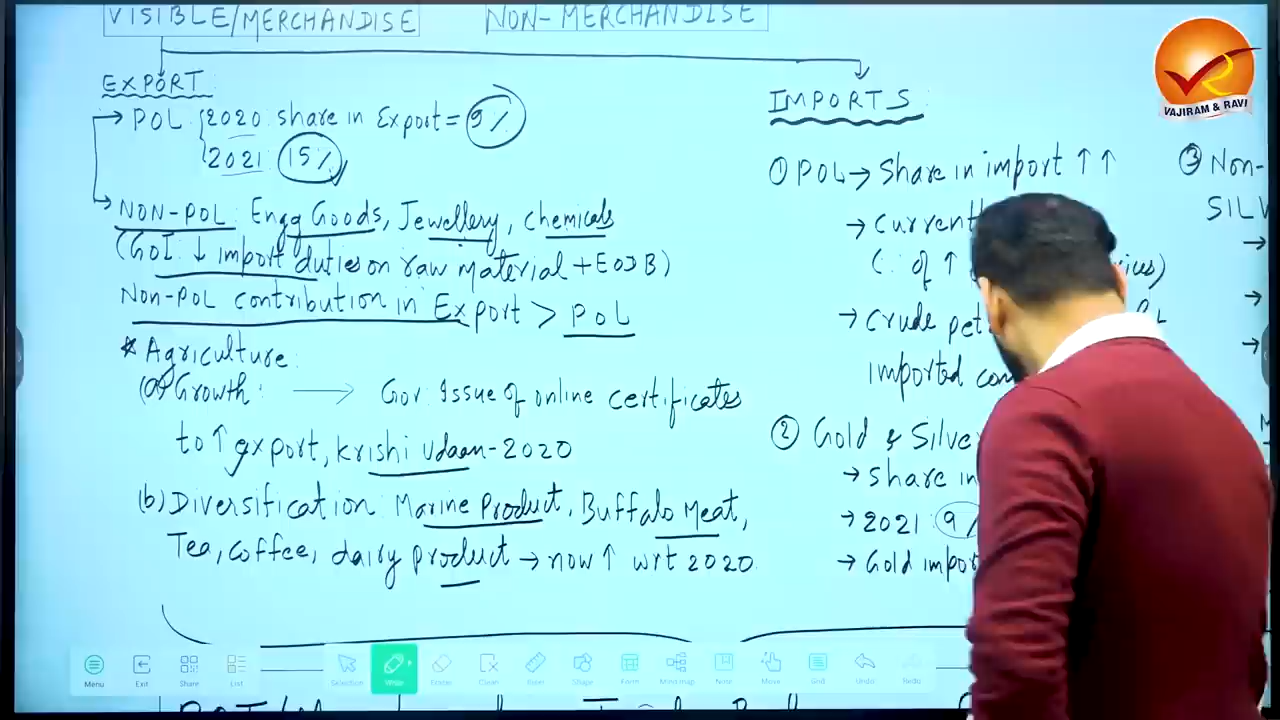 VISIBLE/MERCHANDISE
NON-MERCHANDISE
EXPORT
POL 2020 share in Export = 9%
2021 15%
NON-POL: Engg Goods, Jewellery, Chemicals
(GoI ↓ import duties on raw material + EODB)
Non-POL contribution in Export > POL
* Agriculture:
(a) Growth: → Gov. Issue of online certificates
to ↑ export, krishi udaan-2020
(b) Diversification: Marine Product, Buffalo Meat,
Tea, coffee, dairy product → now ↑ wrt 2020
IMPORTS
① POL → Share in import ↑↑
→ Current
(∵ of ↑
→ Crude pet
imported
② Gold & Silver
→ share in
→ 2021 9%
→ Gold impor
③ Non-
SILV
VAJIRAM & RAVI
Menu
Exit
Share
List
Selection
Write
Eraser
Clean
Shape
Form
Mind map
Note
Move
Grid
Undo
Redo